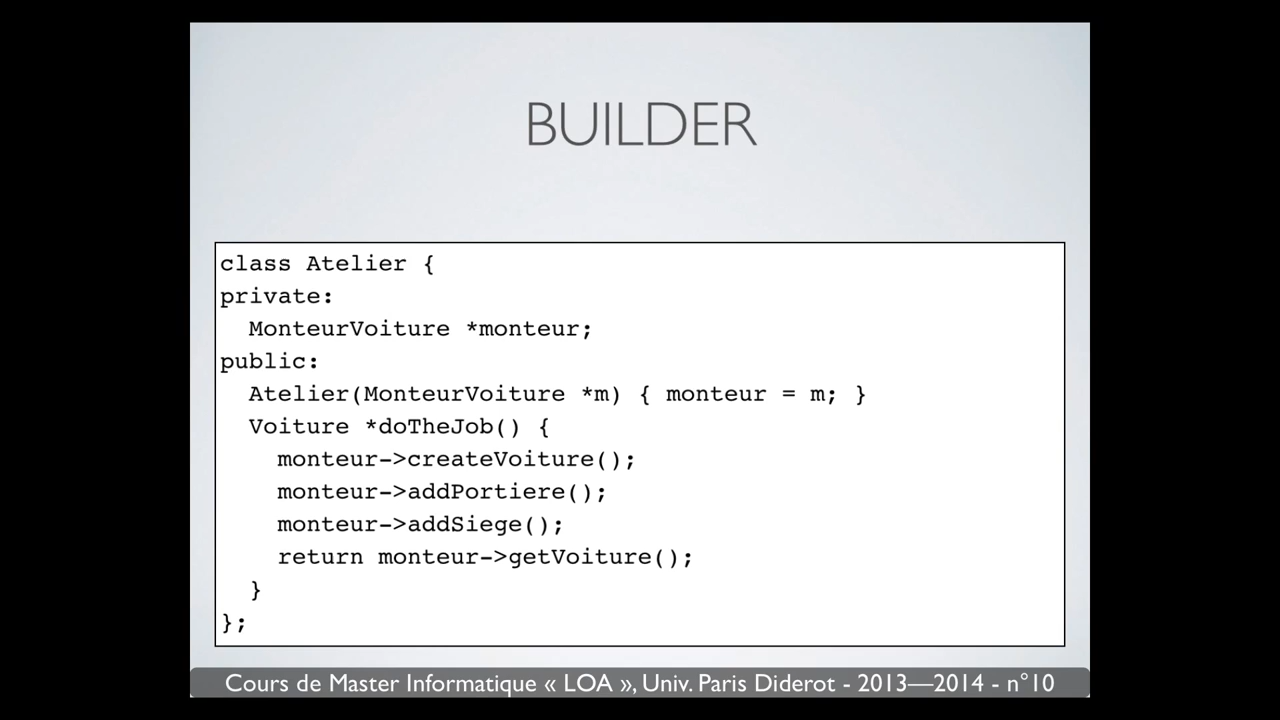 BUILDER
class Atelier {
private:
  MonteurVoiture *monteur;
public:
  Atelier(MonteurVoiture *m) { monteur = m; }
  Voiture *doTheJob() {
    monteur->createVoiture();
    monteur->addPortiere();
    monteur->addSiege();
    return monteur->getVoiture();
  }
};
Cours de Master Informatique « LOA », Univ. Paris Diderot - 2013—2014 - n°10